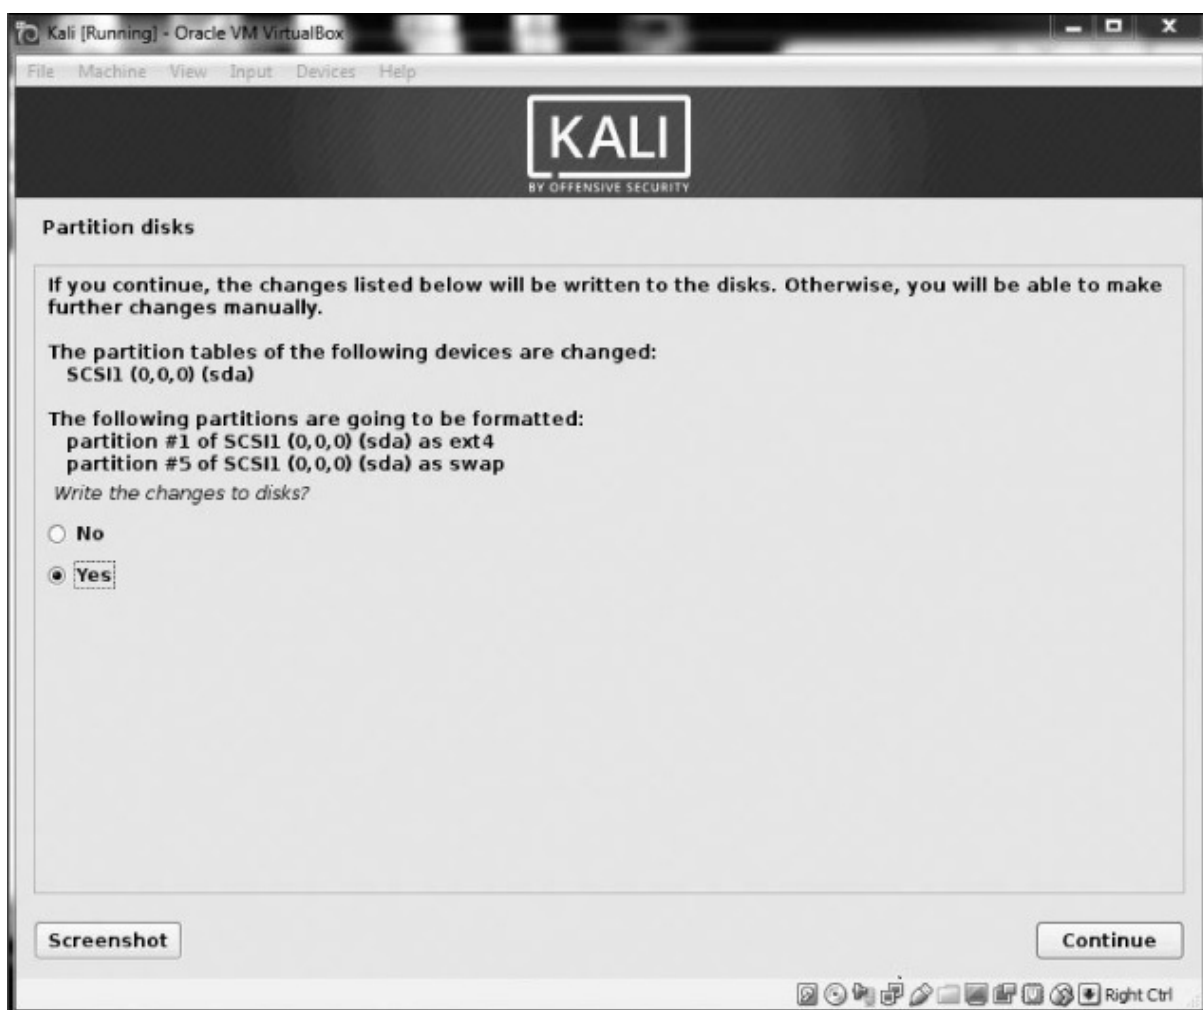 Kali [Running] - Oracle VM VirtualBox
File Machine View Input Devices Help
KALI
BY OFFENSIVE SECURITY
Partition disks
If you continue, the changes listed below will be written to the disks. Otherwise, you will be able to make
further changes manually.
The partition tables of the following devices are changed:
SCSI1 (0,0,0) (sda)
The following partitions are going to be formatted:
partition #1 of SCSI1 (0,0,0) (sda) as ext4
partition #5 of SCSI1 (0,0,0) (sda) as swap
Write the changes to disks?
No
Yes
Screenshot
Continue
Right Ctrl